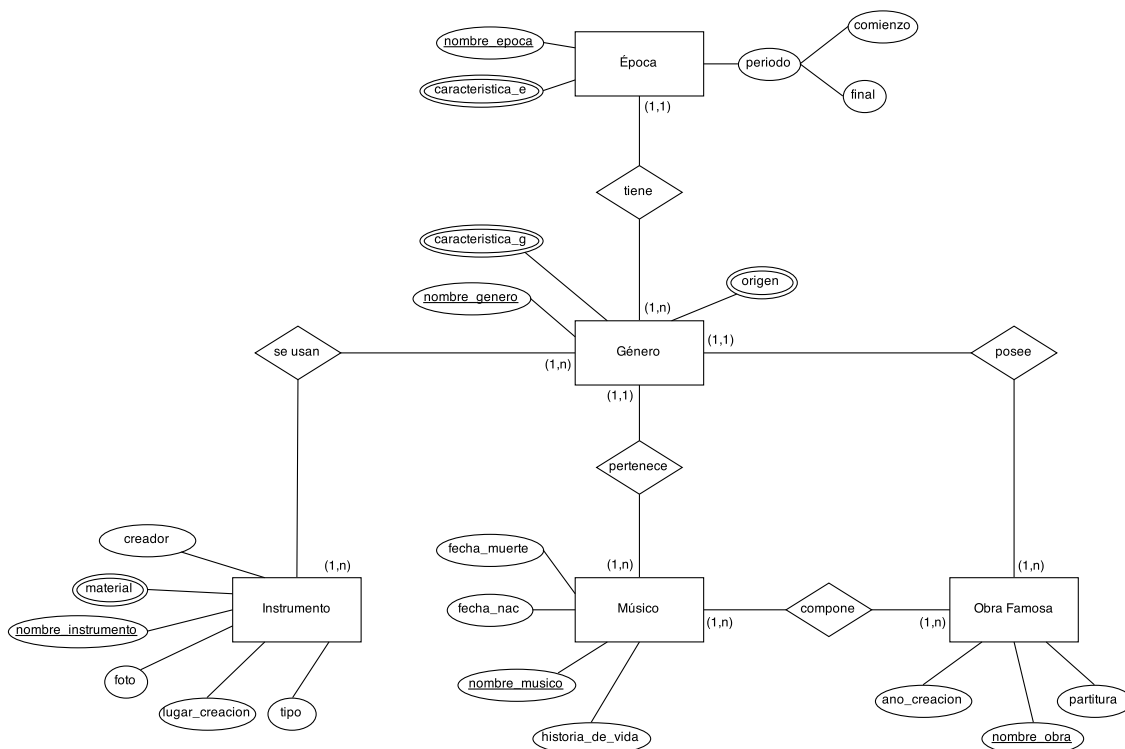 comienzo
nombre_epoca
Época
periodo
caracteristica_e
final
(1,1)
tiene
caracteristica_g
origen
nombre_genero
(1,n)
se usan
Género
(1,1)
posee
(1,n)
(1,1)
pertenece
creador
fecha_muerte
(1,n)
(1,n)
(1,n)
material
Instrumento
fecha_nac
Músico
compone
Obra Famosa
(1,n)
(1,n)
nombre_instrumento
foto
nombre_musico
lugar_creacion
tipo
ano_creacion
partitura
historia_de_vida
nombre_obra